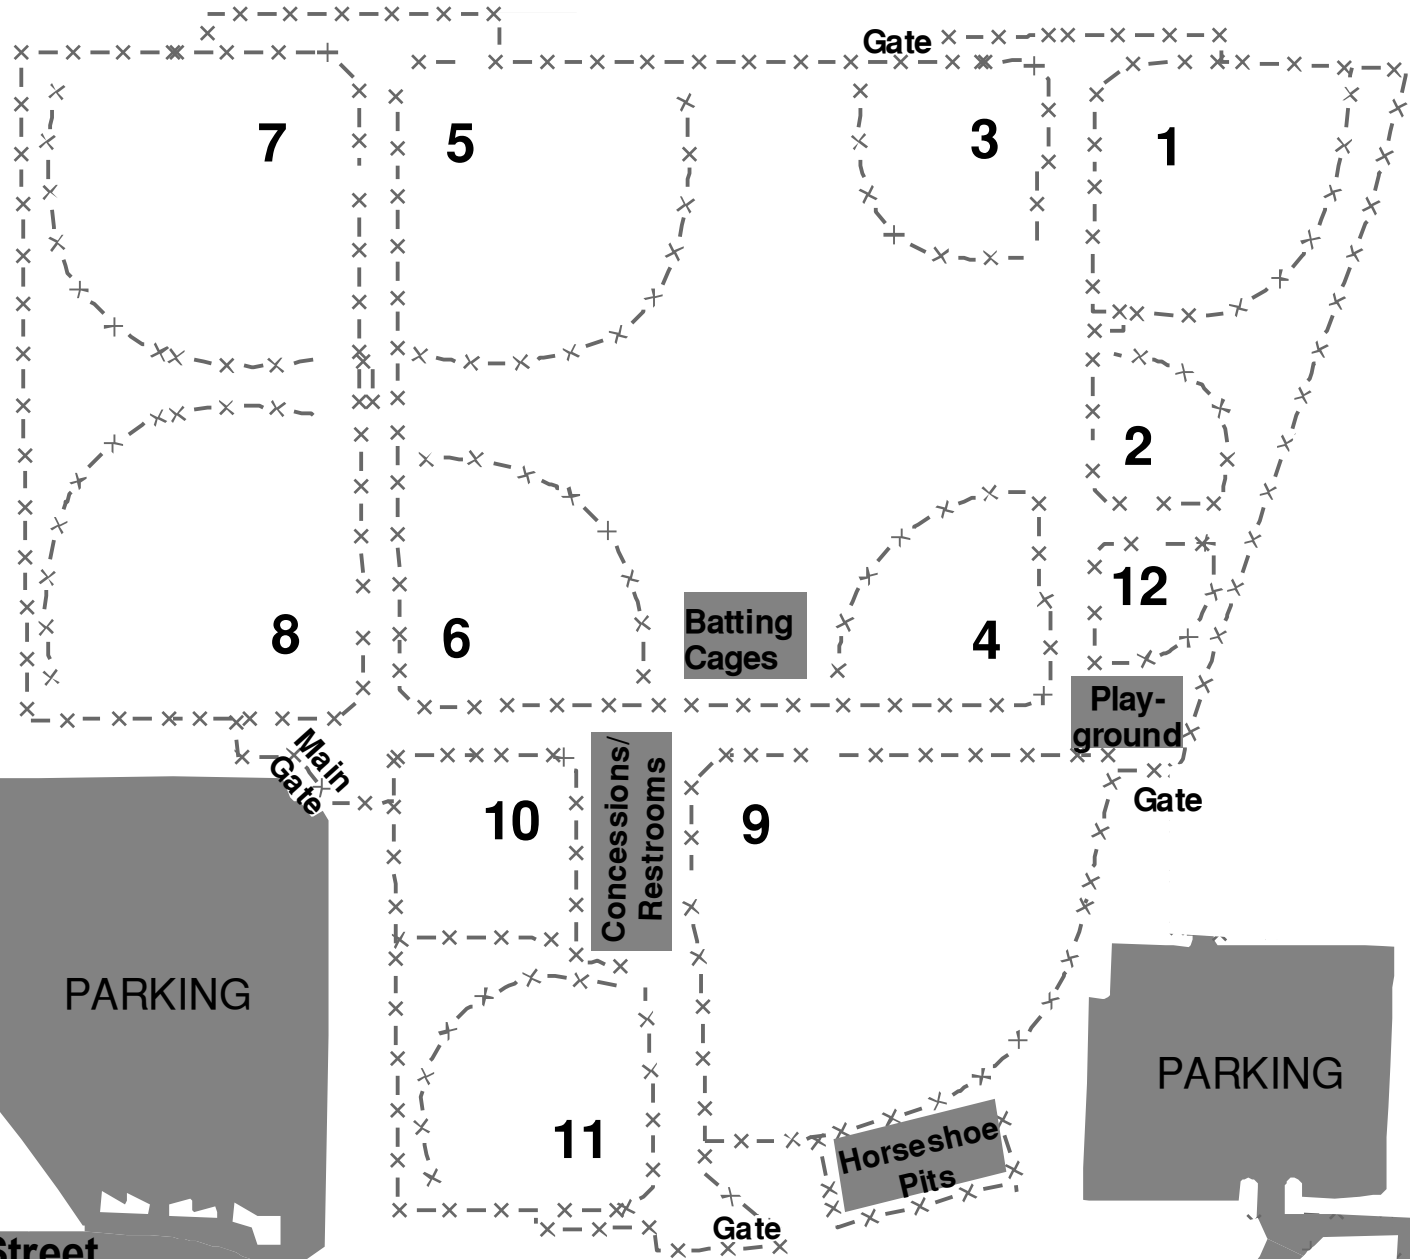 Gate
7
5
3
1
2
12
8
6
Batting
Cages
4
Play-
ground
Main
Gate
Gate
10
Concessions/
Restrooms
9
PARKING
PARKING
11
Horseshoe
Pits
Gate
Street